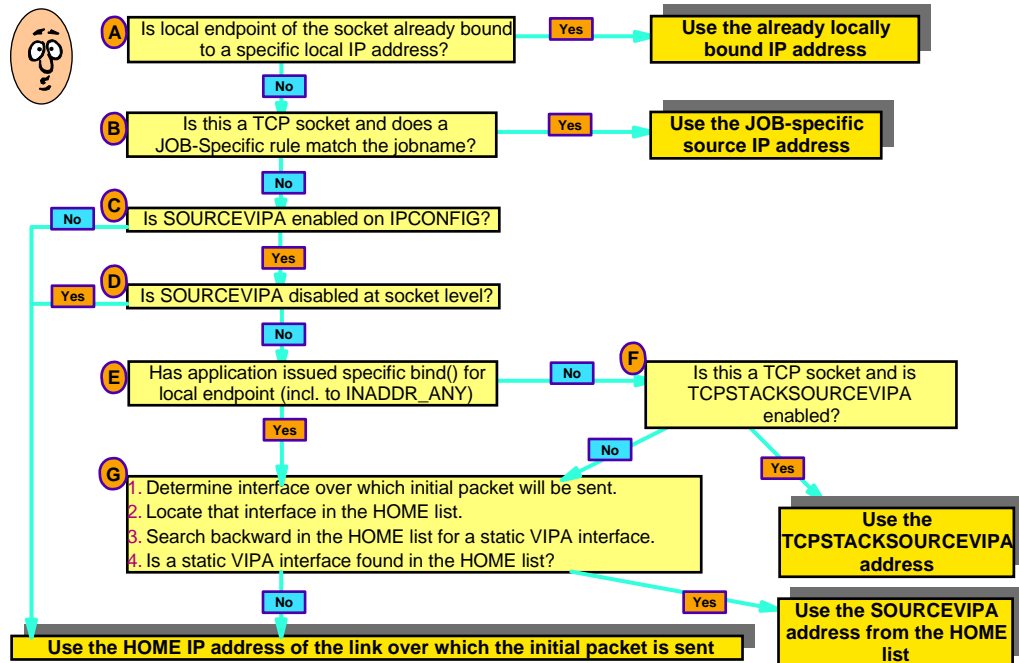 A
Is local endpoint of the socket already bound
to a specific local IP address?
Yes
Use the already locally
bound IP address
No
B
Is this a TCP socket and does a
JOB-Specific rule match the jobname?
Yes
Use the JOB-specific
source IP address
No
C
No
Is SOURCEVIPA enabled on IPCONFIG?
Yes
D
Yes
Is SOURCEVIPA disabled at socket level?
No
E
Has application issued specific bind() for
local endpoint (incl. to INADDR_ANY)
No
F
Is this a TCP socket and is
TCPSTACKSOURCEVIPA
enabled?
Yes
No
Yes
G
1. Determine interface over which initial packet will be sent.
2. Locate that interface in the HOME list.
3. Search backward in the HOME list for a static VIPA interface.
4. Is a static VIPA interface found in the HOME list?
Use the
TCPSTACKSOURCEVIPA
address
No
Yes
Use the SOURCEVIPA
address from the HOME
list
Use the HOME IP address of the link over which the initial packet is sent